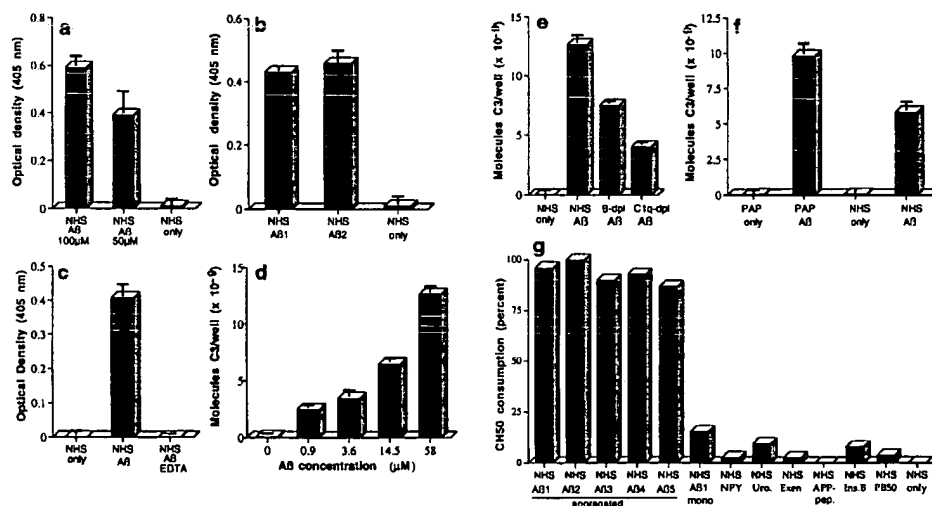 a
Optical density (405 nm)
0.8
0.6
0.4
0.2
0
NHS
Aß
100µM
NHS
Aß
50µM
NHS
only
b
Optical density (405 nm)
0.6
0.4
0.2
0
NHS
Aß1
NHS
Aß2
NHS
only
c
Optical Density (405 nm)
0.5
0.4
0.3
0.2
0.1
0
NHS
only
NHS
Aß
NHS
Aß
EDTA
d
Molecules C3/well (x 10⁻⁹)
15
10
5
0
0
0.9
3.6
14.5
58
Aß concentration (µM)
e
Molecules C3/well (x
15
10
5
0
NHS
only
NHS
Aß
B-dpl
Aß
C1q-dpl
Aß
f
Molecules C3/well (x
12.5
10
7.5
5
2.5
0
PAP
only
PAP
Aß
NHS
only
NHS
Aß
g
CH50 consumption (percent)
100
75
50
25
0
NHS
Aß1
NHS
Aß2
NHS
Aß3
NHS
Aß4
NHS
Aß5
aggregated
NHS
Aß1
mono
NHS
NPY
NHS
Uro.
NHS
Exen
NHS
APP-
pep.
NHS
Ins.B
NHS
PB50
NHS
only